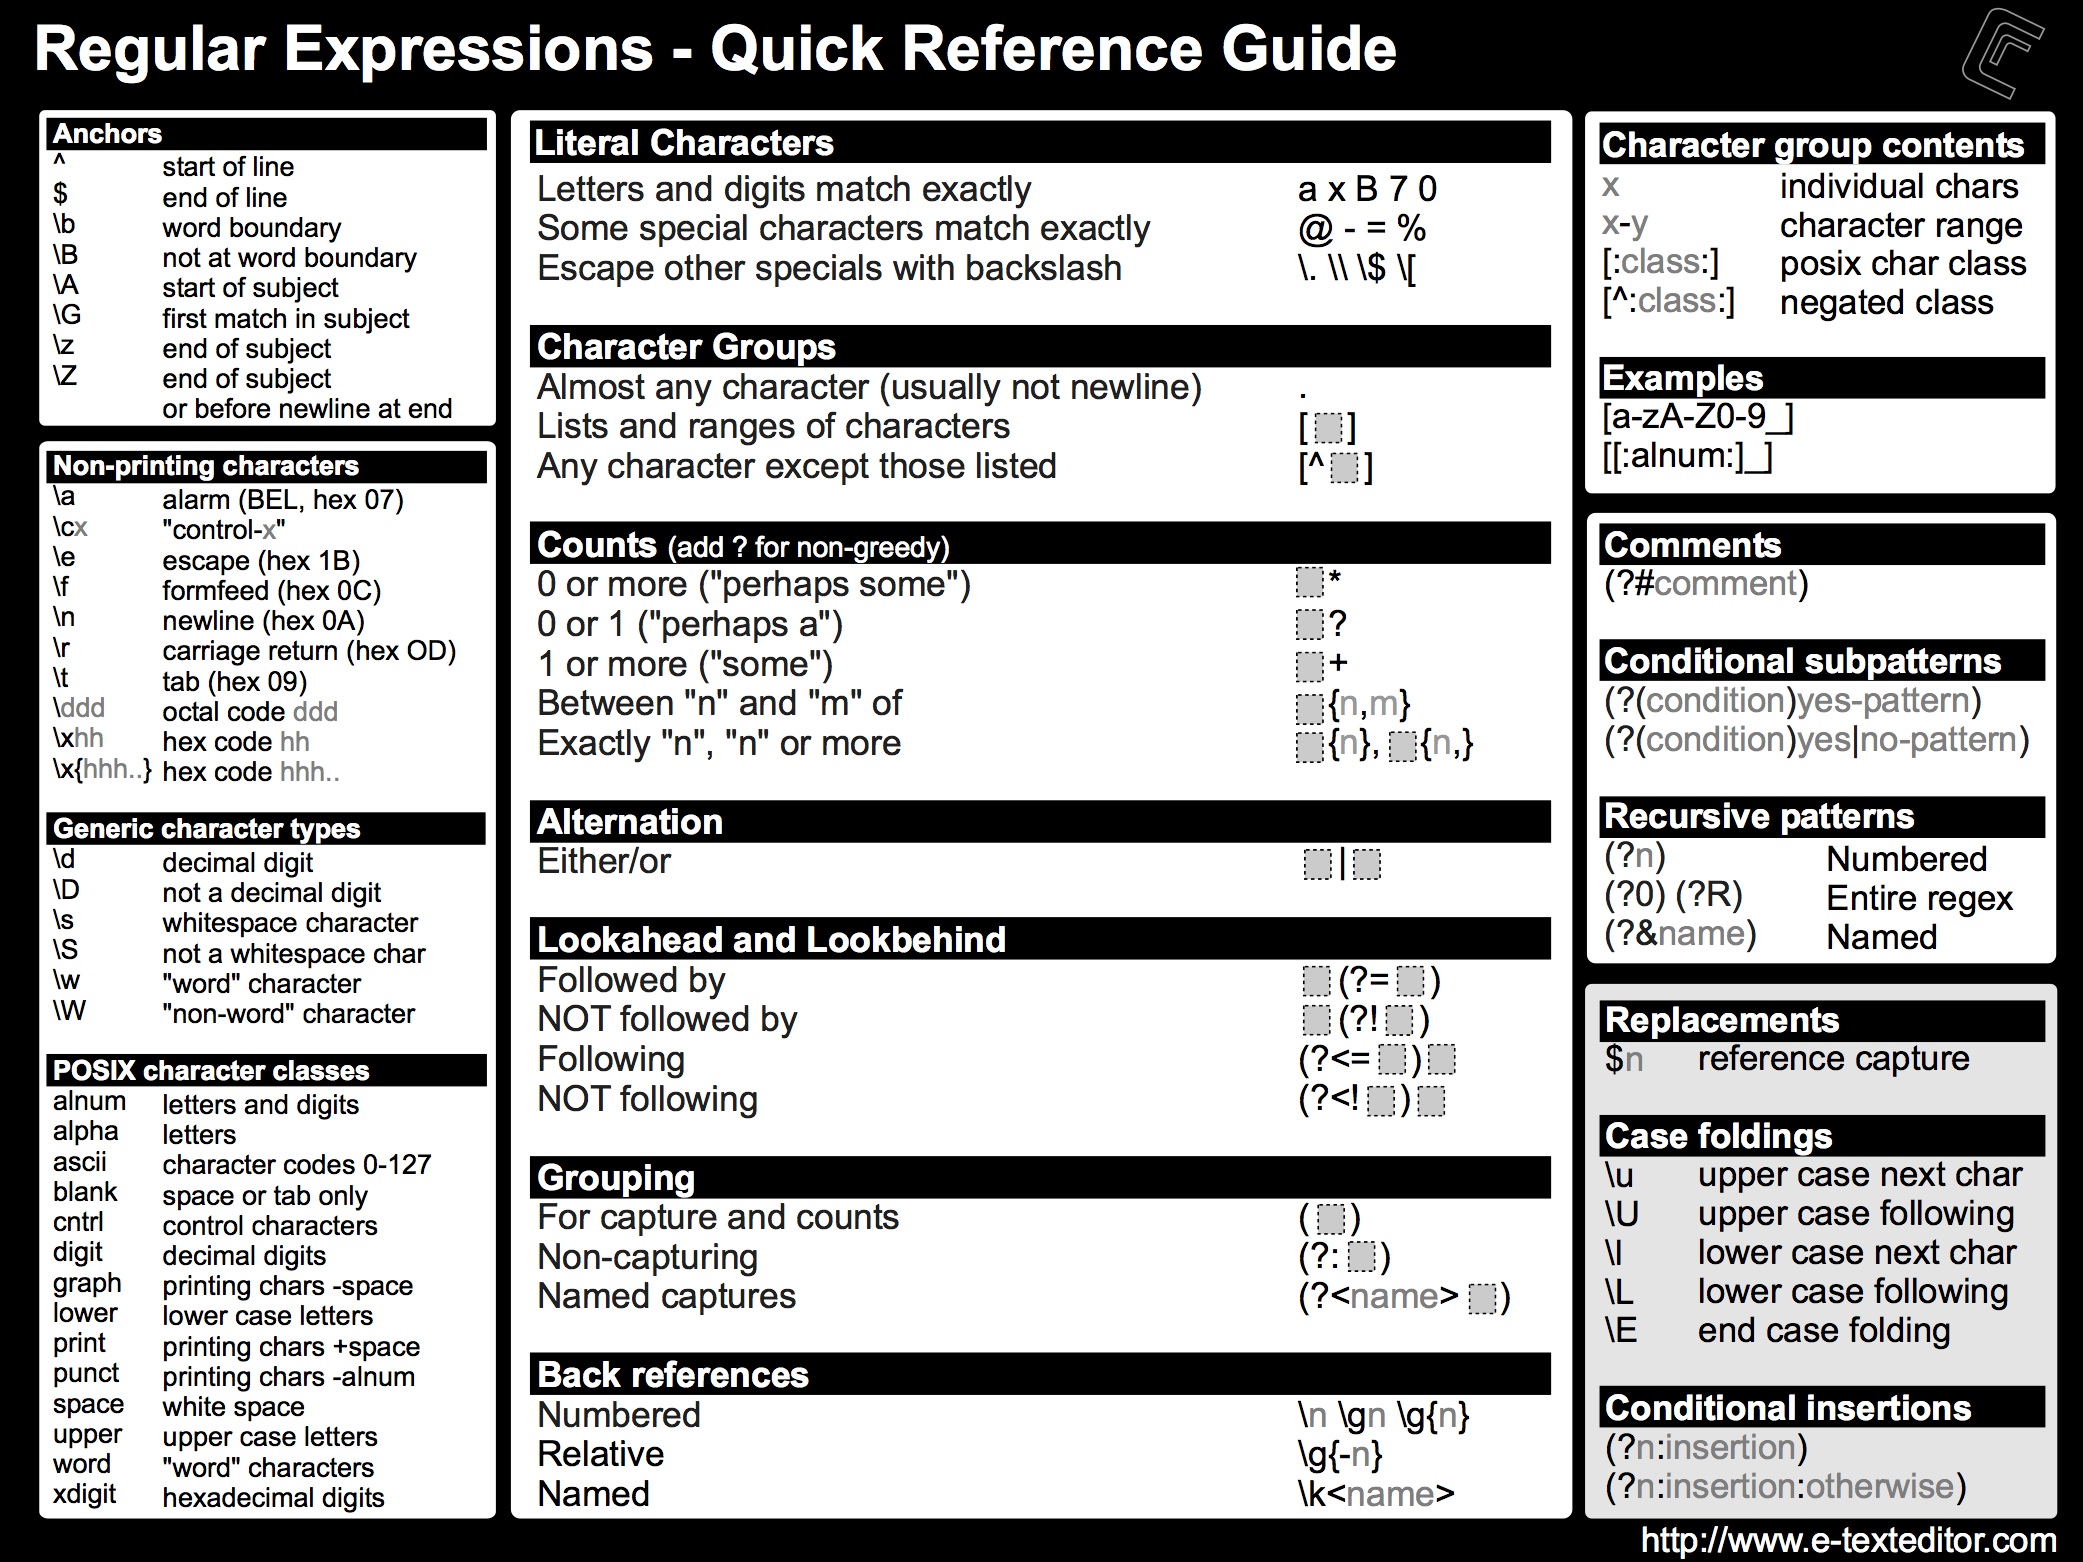 Regular Expressions - Quick Reference Guide
Anchors
^ start of line
$ end of line
\b word boundary
\B not at word boundary
\A start of subject
\G first match in subject
\z end of subject
\Z end of subject
or before newline at end
Non-printing characters
\a alarm (BEL, hex 07)
\cx "control-x"
\e escape (hex 1B)
\f formfeed (hex 0C)
\n newline (hex 0A)
\r carriage return (hex OD)
\t tab (hex 09)
\ddd octal code ddd
\xhh hex code hh
\x{hhh..} hex code hhh..
Generic character types
\d decimal digit
\D not a decimal digit
\s whitespace character
\S not a whitespace char
\w "word" character
\W "non-word" character
POSIX character classes
alnum letters and digits
alpha letters
ascii character codes 0-127
blank space or tab only
cntrl control characters
digit decimal digits
graph printing chars -space
lower lower case letters
print printing chars +space
punct printing chars -alnum
space white space
upper upper case letters
word "word" characters
xdigit hexadecimal digits
Literal Characters
Letters and digits match exactly a x B 7 0
Some special characters match exactly @ - = %
Escape other specials with backslash \. \\ \$ \[
Character Groups
Almost any character (usually not newline) .
Lists and ranges of characters [ ]
Any character except those listed [^ ]
Counts (add ? for non-greedy)
0 or more ("perhaps some") *
0 or 1 ("perhaps a") ?
1 or more ("some") +
Between "n" and "m" of {n,m}
Exactly "n", "n" or more {n}, {n,}
Alternation
Either/or |
Lookahead and Lookbehind
Followed by (?= )
NOT followed by (?! )
Following (?<= )
NOT following (?<! )
Grouping
For capture and counts ( )
Non-capturing (?: )
Named captures (?<name> )
Back references
Numbered \n \gn \g{n}
Relative \g{-n}
Named \k<name>
Character group contents
x individual chars
x-y character range
[:class:] posix char class
[^:class:] negated class
Examples
[a-zA-Z0-9_]
[[:alnum:]_]
Comments
(?#comment)
Conditional subpatterns
(?(condition)yes-pattern)
(?(condition)yes|no-pattern)
Recursive patterns
(?n) Numbered
(?0) (?R) Entire regex
(?&name) Named
Replacements
$n reference capture
Case foldings
\u upper case next char
\U upper case following
\l lower case next char
\L lower case following
\E end case folding
Conditional insertions
(?n:insertion)
(?n:insertion:otherwise)
http://www.e-texteditor.com